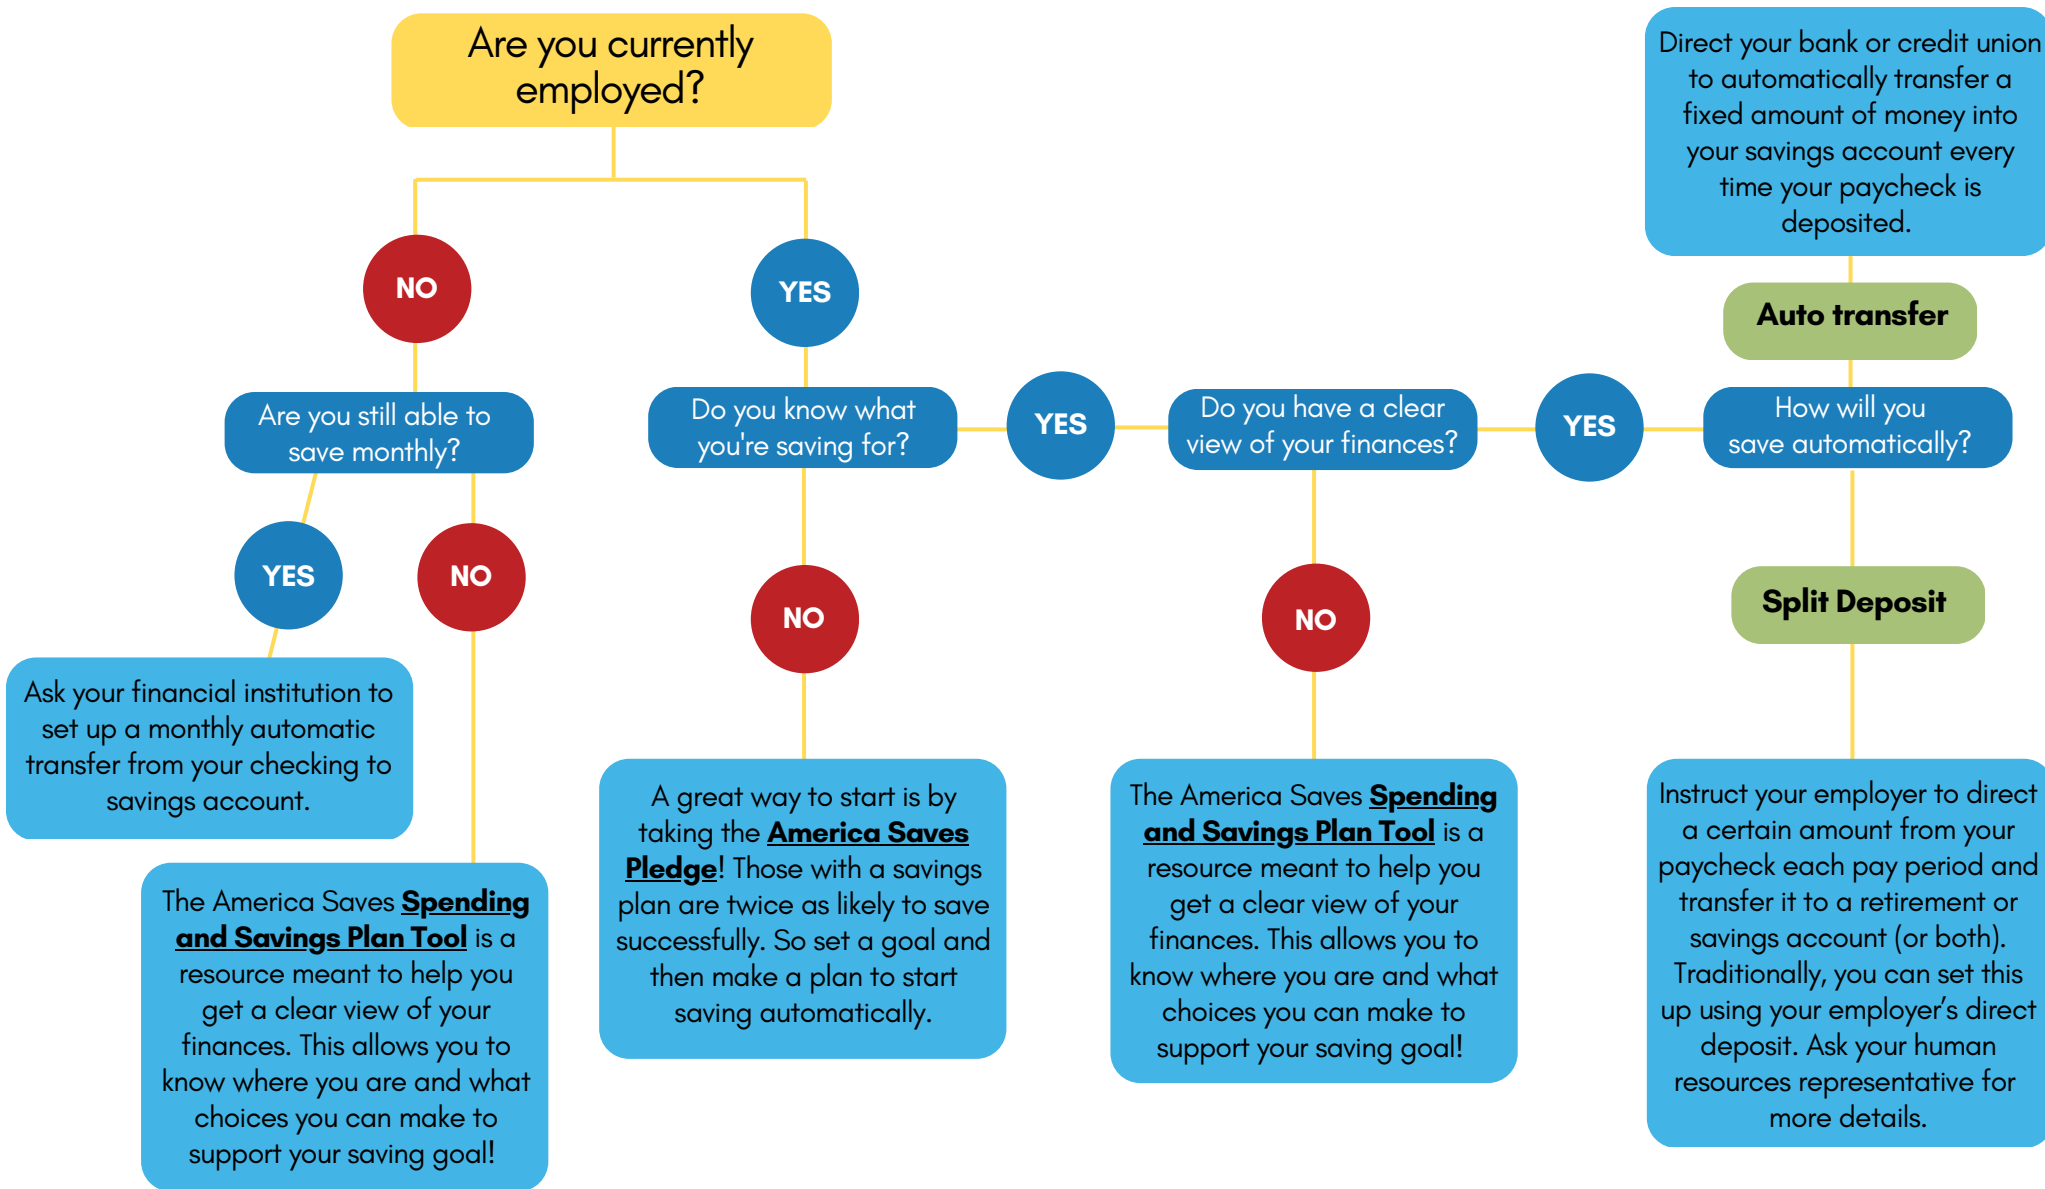 Are you currently
employed?
NO
YES
Are you still able to
save monthly?
YES
NO
Ask your financial institution to
set up a monthly automatic
transfer from your checking to
savings account.
The America Saves Spending
and Savings Plan Tool is a
resource meant to help you
get a clear view of your
finances. This allows you to
know where you are and what
choices you can make to
support your saving goal!
Do you know what
you're saving for?
NO
A great way to start is by
taking the America Saves
Pledge! Those with a savings
plan are twice as likely to save
successfully. So set a goal and
then make a plan to start
saving automatically.
YES
Do you have a clear
view of your finances?
NO
The America Saves Spending
and Savings Plan Tool is a
resource meant to help you
get a clear view of your
finances. This allows you to
know where you are and what
choices you can make to
support your saving goal!
YES
How will you
save automatically?
Auto transfer
Direct your bank or credit union
to automatically transfer a
fixed amount of money into
your savings account every
time your paycheck is
deposited.
Split Deposit
Instruct your employer to direct
a certain amount from your
paycheck each pay period and
transfer it to a retirement or
savings account (or both).
Traditionally, you can set this
up using your employer’s direct
deposit. Ask your human
resources representative for
more details.